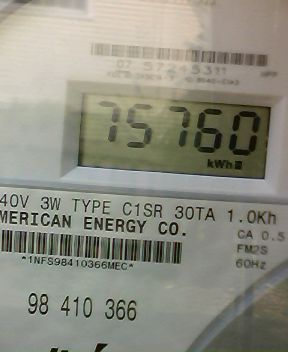 75760
kWh
40V 3W TYPE C1SR 30TA 1.0Kh
MERICAN ENERGY CO.
CA 0.5
FM2S
60Hz
*1NFS98410366MEC*
98 410 366